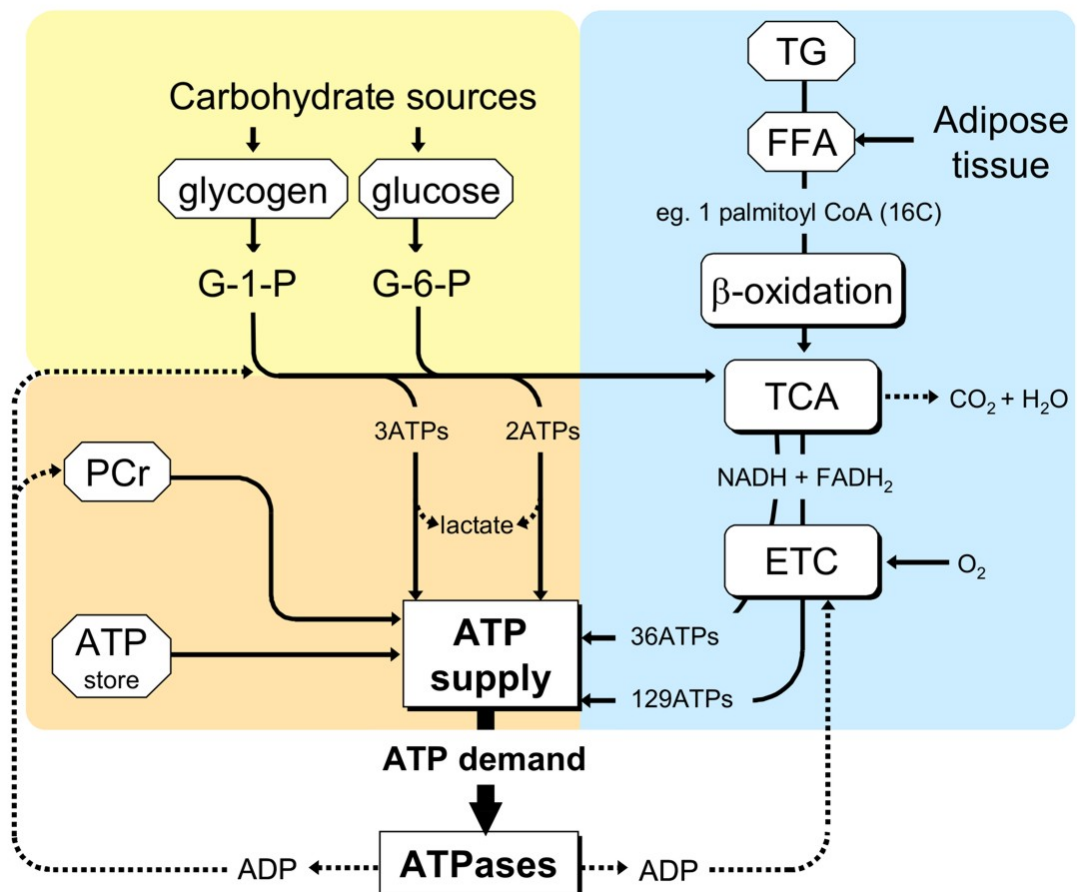 Carbohydrate sources
glycogen
glucose
G-1-P
G-6-P
3ATPs
2ATPs
lactate
PCr
ATP
store
ATP
supply
ATP demand
ATPases
ADP
ADP
TG
FFA
Adipose
tissue
eg. 1 palmitoyl CoA (16C)
β-oxidation
TCA
CO₂ + H₂O
NADH + FADH₂
ETC
O₂
36ATPs
129ATPs